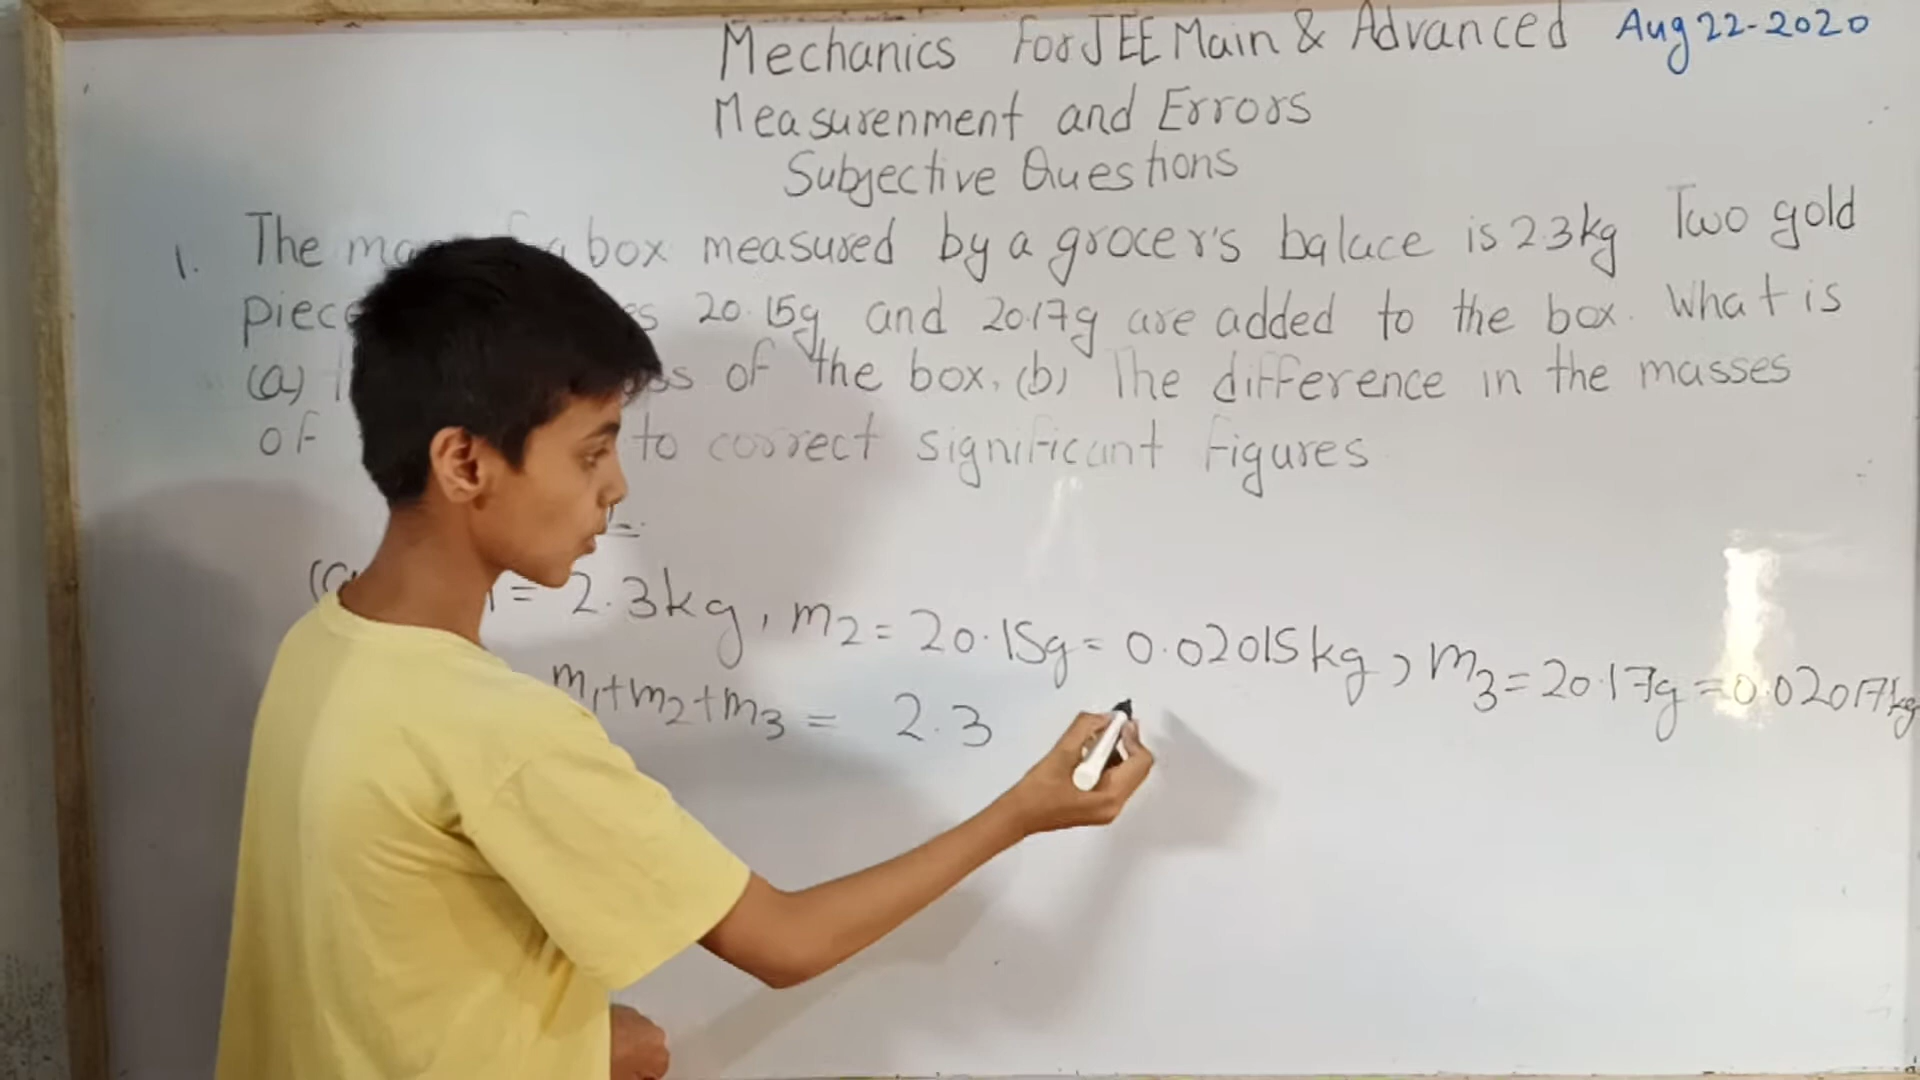 Mechanics For JEE Main & Advanced Aug 22-2020
Measurenment and Errors
Subjective Questions
1. The box measured by a grocer's balace is 2.3kg Two gold
20.15g and 20.17g are added to the box. What is
(a) of the box, (b) The difference in the masses
of to correct significant figures
= 2.3kg, m2 = 20.15g = 0.02015kg, m3 = 20.17g = 0.02017kg
m1+m2+m3 = 2.3